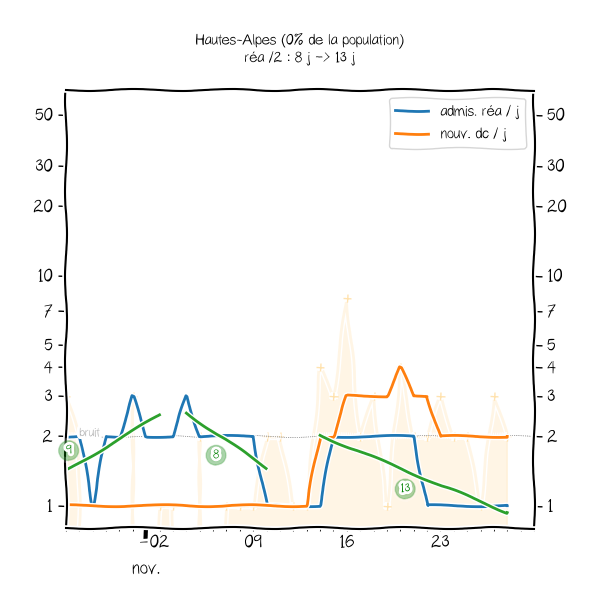 Hautes-Alpes (0% de la population)
réa /2 : 8 j -> 13 j
admis. réa / j
nouv. dc / j
50 50
30 30
20 20
10 10
7 7
5 5
4 4
3 3
2 2
1 1
bruit
9
8
13
-02 09 16 23
nov.